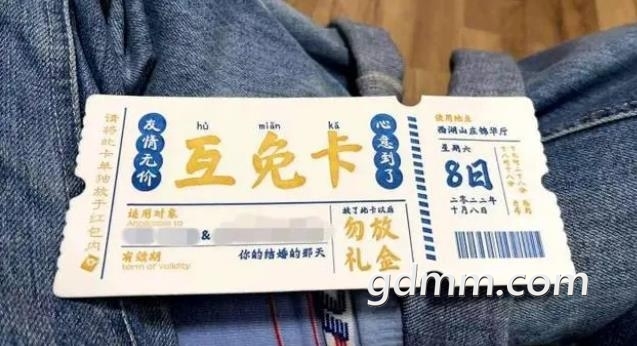 请将此卡单独放于红包内
友情无价
hù miǎn kǎ
互免卡
心意到了
适用对象
Applicable to
&
有效期
term of validity
你的结婚的那天
放了此卡以后
勿放
礼金
使用地点
西湖山庄锦华厅
星期六
8日
二〇二二年
十月八日
gdmm.com